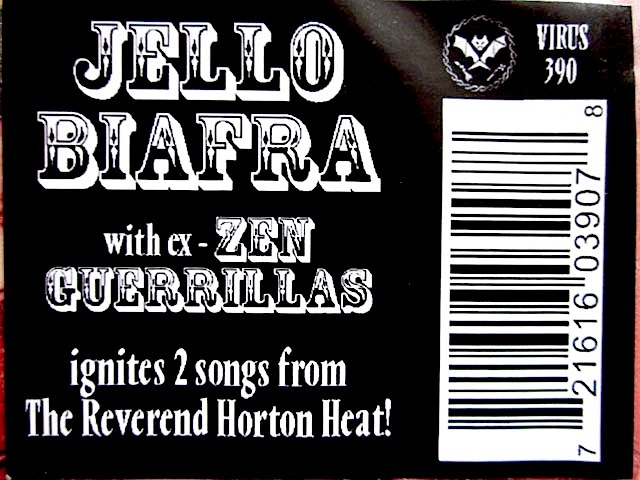 JELLO
BIAFRA
with ex - ZEN
GUERRILLAS
ignites 2 songs from
The Reverend Horton Heat!
VIRUS
390
7 21616 03907 8